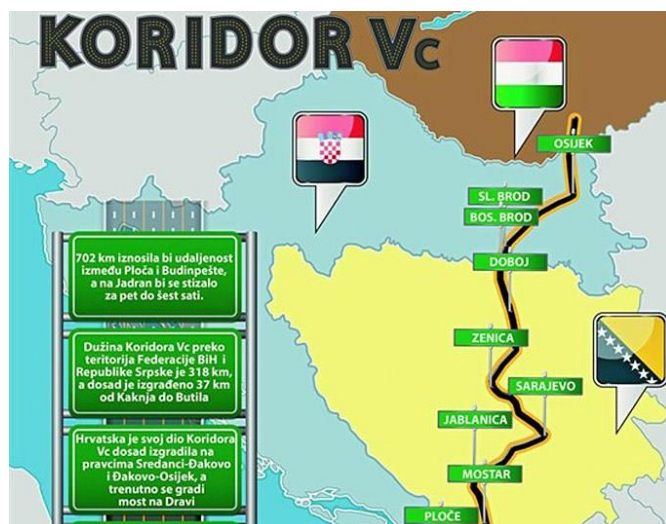 KORIDOR Vc
OSIJEK
SL. BROD
BOS. BROD
DOBOJ
ZENICA
SARAJEVO
JABLANICA
MOSTAR
PLOČE
702 km iznosila bi udaljenost
između Ploča i Budinpešte,
a na Jadran bi se stizalo
za pet do šest sati.
Dužina Koridora Vc preko
teritorija Federacije BiH i
Republike Srpske je 318 km,
a dosad je izgrađeno 37 km
od Kaknja do Butila
Hrvatska je svoj dio Koridora
Vc dosad izgradila na
pravcima Sredanci-Đakovo
i Đakovo-Osijek, a
trenutno se gradi
most na Dravi